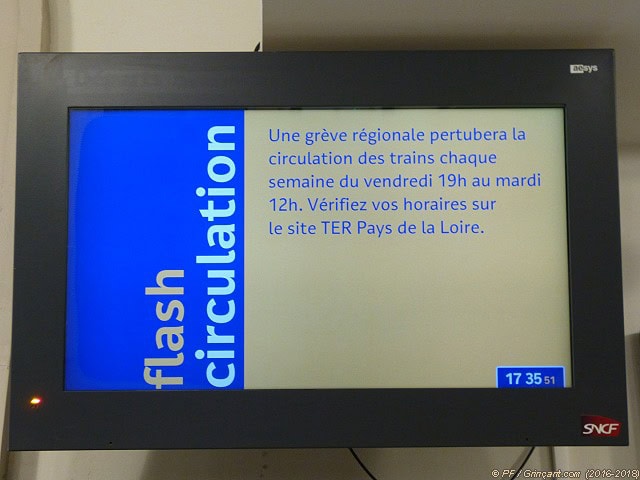 aesys
flash
circulation
Une grève régionale pertubera la
circulation des trains chaque
semaine du vendredi 19h au mardi
12h. Vérifiez vos horaires sur
le site TER Pays de la Loire.
17 35 51
SNCF
© PF / Grinçant.com (2016-2018)